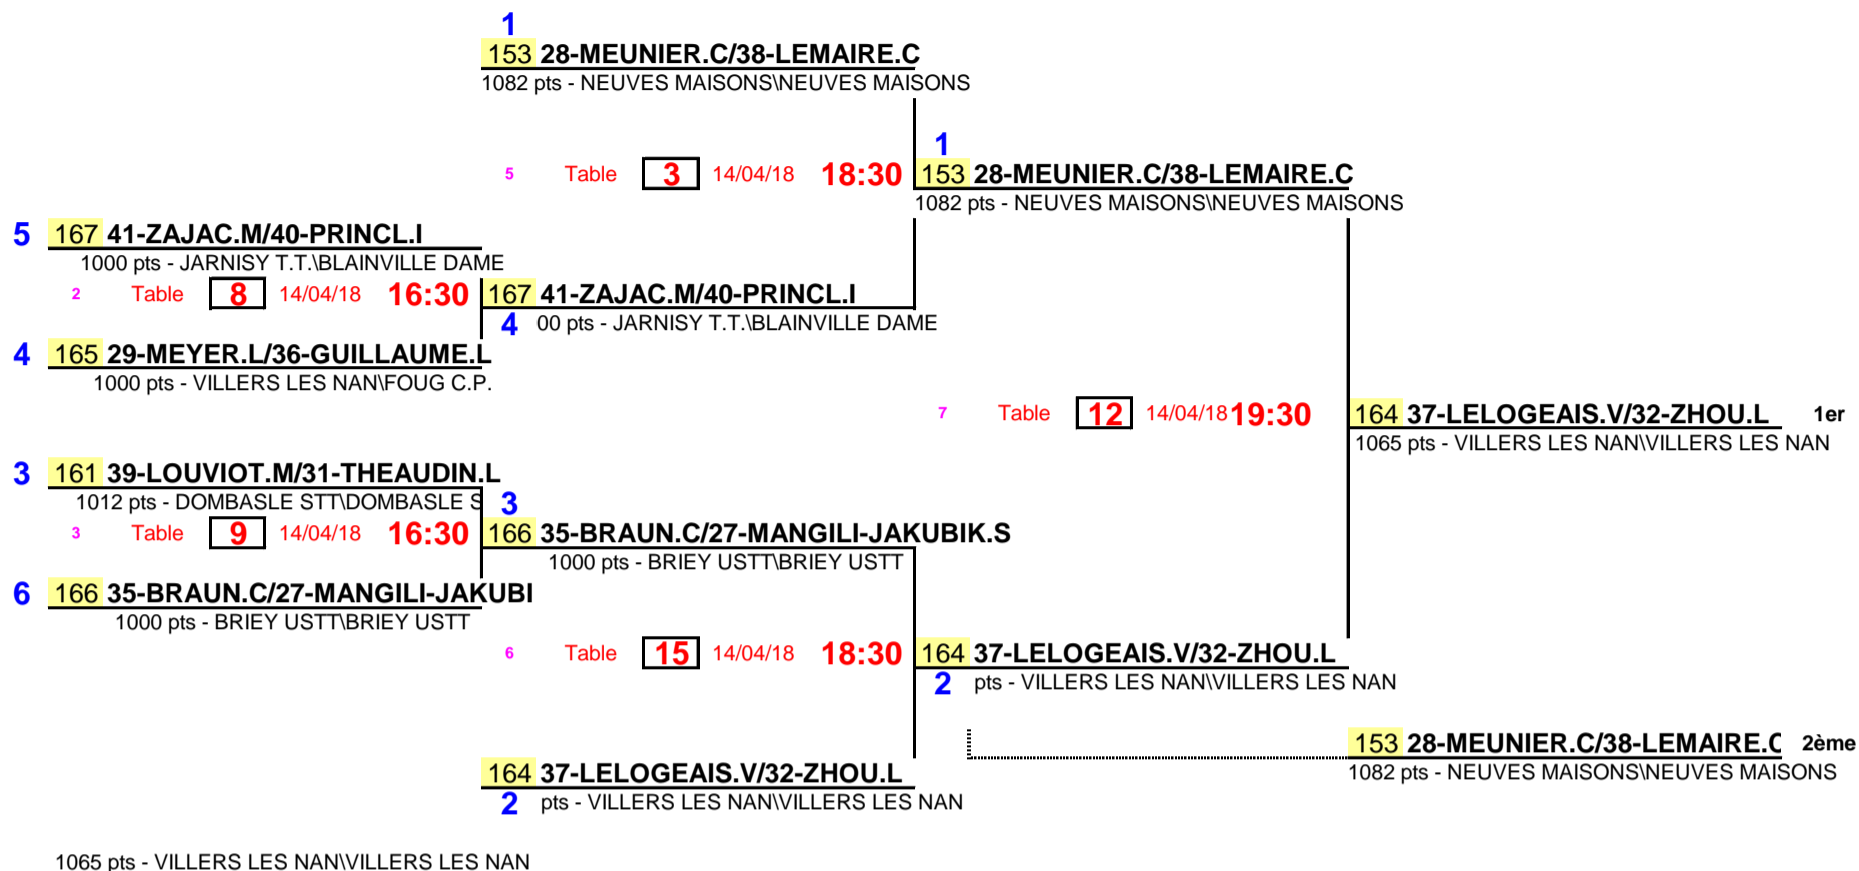 1
153 28-MEUNIER.C/38-LEMAIRE.C
1082 pts - NEUVES MAISONS\NEUVES MAISONS
1
5 Table 3 14/04/18 18:30 153 28-MEUNIER.C/38-LEMAIRE.C
1082 pts - NEUVES MAISONS\NEUVES MAISONS
5 167 41-ZAJAC.M/40-PRINCL.I
1000 pts - JARNISY T.T.\BLAINVILLE DAME
2 Table 8 14/04/18 16:30 167 41-ZAJAC.M/40-PRINCL.I
4 00 pts - JARNISY T.T.\BLAINVILLE DAME
4 165 29-MEYER.L/36-GUILLAUME.L
1000 pts - VILLERS LES NAN\FOUG C.P.
7 Table 12 14/04/18 19:30 164 37-LELOGEAIS.V/32-ZHOU.L 1er
1065 pts - VILLERS LES NAN\VILLERS LES NAN
3 161 39-LOUVIOT.M/31-THEAUDIN.L
1012 pts - DOMBASLE STT\DOMBASLE S
3
3 Table 9 14/04/18 16:30 166 35-BRAUN.C/27-MANGILI-JAKUBIK.S
1000 pts - BRIEY USTT\BRIEY USTT
6 166 35-BRAUN.C/27-MANGILI-JAKUBI
1000 pts - BRIEY USTT\BRIEY USTT
6 Table 15 14/04/18 18:30 164 37-LELOGEAIS.V/32-ZHOU.L
2 pts - VILLERS LES NAN\VILLERS LES NAN
153 28-MEUNIER.C/38-LEMAIRE.C 2ème
1082 pts - NEUVES MAISONS\NEUVES MAISONS
164 37-LELOGEAIS.V/32-ZHOU.L
2 pts - VILLERS LES NAN\VILLERS LES NAN
1065 pts - VILLERS LES NAN\VILLERS LES NAN